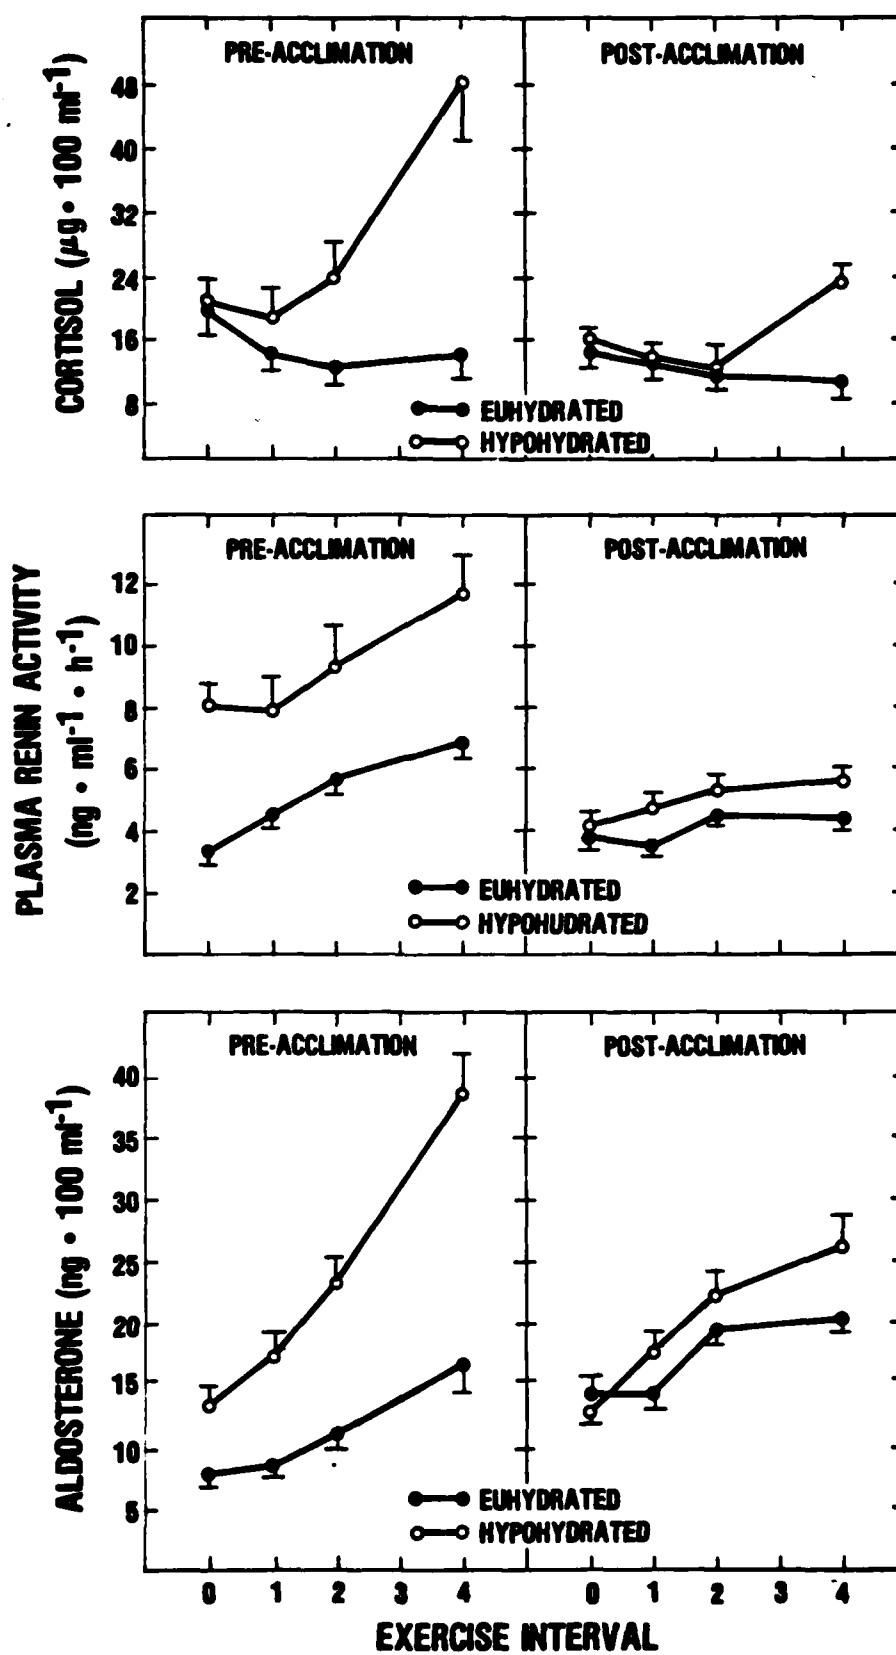 CORTISOL (μg • 100 ml⁻¹)
PRE-ACCLIMATION
POST-ACCLIMATION
48
40
32
24
16
8
EUHYDRATED
HYPOHYDRATED
PLASMA RENIN ACTIVITY
(ng • ml⁻¹ • h⁻¹)
PRE-ACCLIMATION
POST-ACCLIMATION
12
10
8
6
4
2
EUHYDRATED
HYPOHUDRATED
ALDOSTERONE (ng • 100 ml⁻¹)
PRE-ACCLIMATION
POST-ACCLIMATION
40
35
30
25
20
15
10
5
EUHYDRATED
HYPOHYDRATED
0 1 2 3 4 0 1 2 3 4
EXERCISE INTERVAL